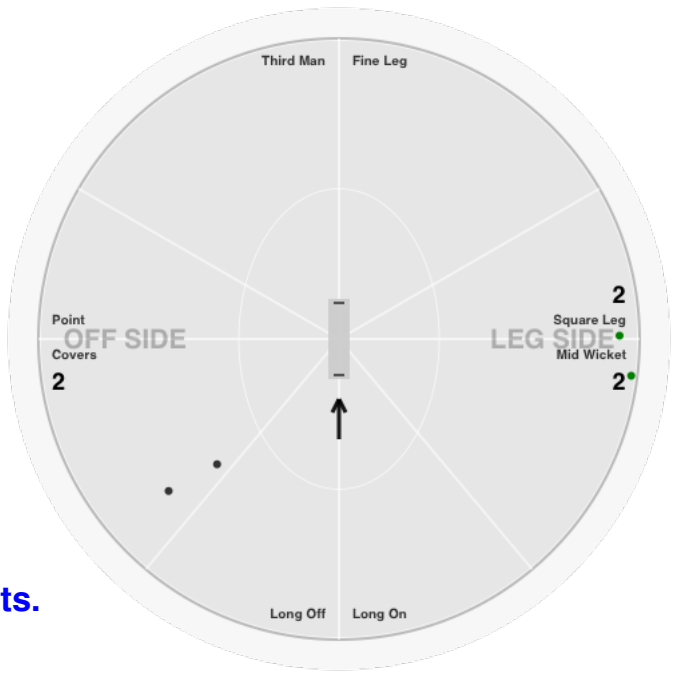 Third Man
Fine Leg
2
Point
Square Leg
OFF SIDE
LEG SIDE
Covers
Mid Wicket
2
2
ts.
Long Off
Long On